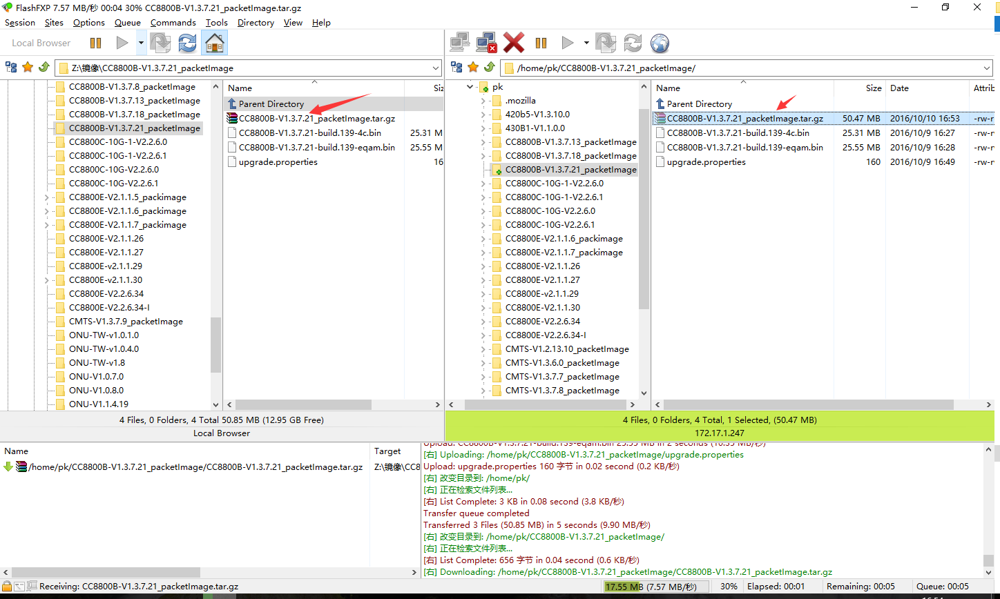 FlashFXP 7.57 MB/秒 00:04 30% CC8800B-V1.3.7.21_packetImage.tar.gz
Session Sites Options Queue Commands Tools Directory View Help
Local Browser
Z:\镜像\CC8800B-V1.3.7.21_packetImage
CC8800B-V1.3.7.8_packetImage
CC8800B-V1.3.7.13_packetImage
CC8800B-V1.3.7.18_packetImage
CC8800B-V1.3.7.21_packetImage
CC8800C-10G-1-V2.2.6.0
CC8800C-10G-1-V2.2.6.1
CC8800C-10G-V2.2.6.0
CC8800C-10G-V2.2.6.1
CC8800E-V2.1.1.5_packimage
CC8800E-V2.1.1.6_packimage
CC8800E-V2.1.1.7_packimage
CC8800E-V2.1.1.26
CC8800E-V2.1.1.27
CC8800E-v2.1.1.29
CC8800E-v2.1.1.30
CC8800E-V2.2.6.34
CC8800E-V2.2.6.34-I
CMTS-V1.3.7.9_packetImage
ONU-TW-v1.0.1.0
ONU-TW-v1.0.4.0
ONU-TW-v1.8
ONU-V1.0.7.0
ONU-V1.0.8.0
ONU-V1.1.4.19
Name Siz
Parent Directory
CC8800B-V1.3.7.21_packetImage.tar.gz
CC8800B-V1.3.7.21-build.139-4c.bin 25.31 M
CC8800B-V1.3.7.21-build.139-eqam.bin 25.55 M
upgrade.properties 16
4 Files, 0 Folders, 4 Total 50.85 MB (12.95 GB Free)
Local Browser
/home/pk/CC8800B-V1.3.7.21_packetImage/
pk
.mozilla
420b5-V1.3.10.0
430B1-V1.1.0.0
CC8800B-V1.3.7.13_packetImage
CC8800B-V1.3.7.18_packetImage
CC8800B-V1.3.7.21_packetImage
CC8800C-10G-1-V2.2.6.0
CC8800C-10G-1-V2.2.6.1
CC8800C-10G-V2.2.6.0
CC8800C-10G-V2.2.6.1
CC8800E-V2.1.1.6_packimage
CC8800E-V2.1.1.7_packimage
CC8800E-V2.1.1.26
CC8800E-V2.1.1.27
CC8800E-v2.1.1.29
CC8800E-V2.1.1.30
CC8800E-V2.2.6.34
CC8800E-V2.2.6.34-I
CMTS-V1.2.13.10_packetImage
CMTS-V1.3.6.0_packetImage
CMTS-V1.3.7.7_packetImage
CMTS-V1.3.7.8_packetImage
Name Size Date Attrib
Parent Directory
CC8800B-V1.3.7.21_packetImage.tar.gz 50.47 MB 2016/10/10 16:53 -rw-r
CC8800B-V1.3.7.21-build.139-4c.bin 25.31 MB 2016/10/9 16:27 -rw-r
CC8800B-V1.3.7.21-build.139-eqam.bin 25.55 MB 2016/10/9 16:28 -rw-r
upgrade.properties 160 2016/10/9 16:49 -rw-r
4 Files, 0 Folders, 4 Total, 1 Selected, (50.47 MB)
172.17.1.247
Name Target
/home/pk/CC8800B-V1.3.7.21_packetImage/CC8800B-V1.3.7.21_packetImage.tar.gz Z:\镜像\CC8
Upload: CC8800B-V1.3.7.21-build.139-eqam.bin 25.55 MB in 2 seconds (10.35 MB/秒)
[右] Uploading: /home/pk/CC8800B-V1.3.7.21_packetImage/upgrade.properties
Upload: upgrade.properties 160 字节 in 0.02 second (0.2 KB/秒)
[右] 改变目录到: /home/pk/
[右] 正在检索文件列表...
[右] List Complete: 3 KB in 0.08 second (3.8 KB/秒)
Transfer queue completed
Transferred 3 Files (50.85 MB) in 5 seconds (9.90 MB/秒)
[右] 改变目录到: /home/pk/CC8800B-V1.3.7.21_packetImage/
[右] 正在检索文件列表...
[右] List Complete: 656 字节 in 0.04 second (0.6 KB/秒)
[右] Downloading: /home/pk/CC8800B-V1.3.7.21_packetImage/CC8800B-V1.3.7.21_packetImage.tar.gz
Receiving: CC8800B-V1.3.7.21_packetImage.tar.gz 17.55 MB (7.57 MB/秒) 30% Elapsed: 00:01 Remaining: 00:05 Queue: 00:05